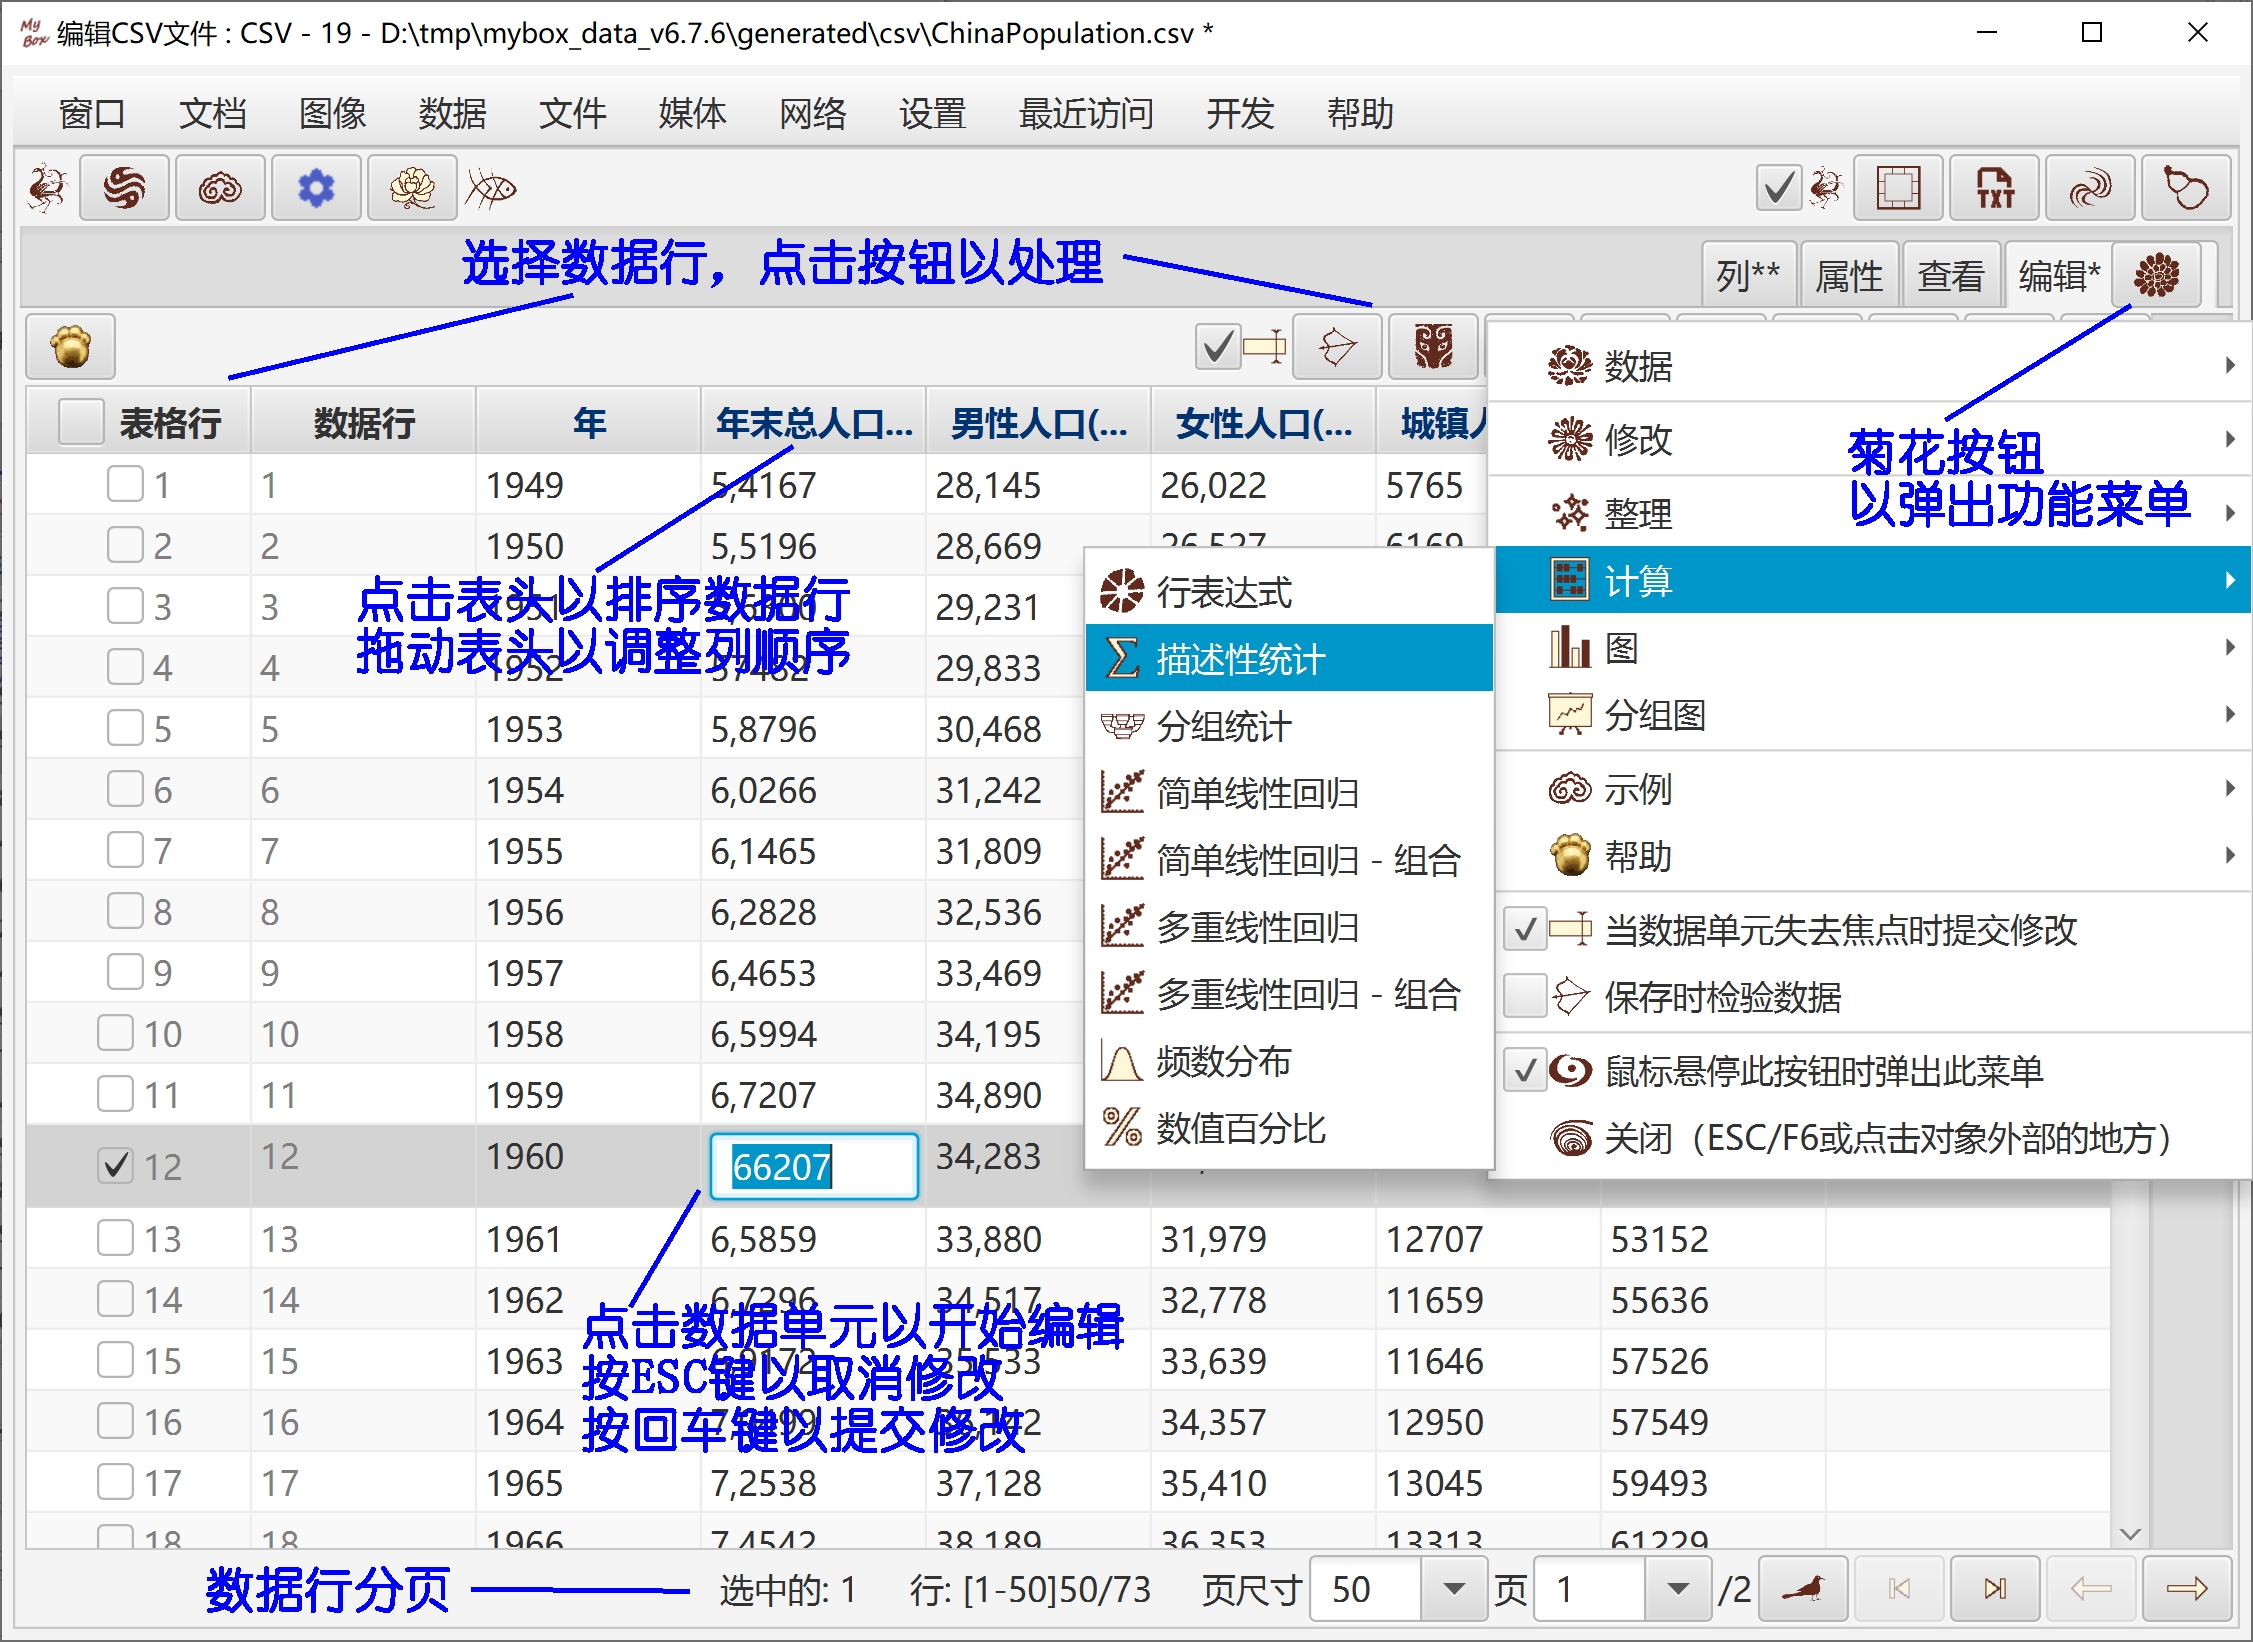 编辑CSV文件 : CSV - 19 - D:\tmp\mybox_data_v6.7.6\generated\csv\ChinaPopulation.csv *
窗口 文档 图像 数据 文件 媒体 网络 设置 最近访问 开发 帮助
TXT
选择数据行，点击按钮以处理
列** 属性 查看 编辑*
表格行 数据行 年 年末总人口... 男性人口(... 女性人口(... 城镇人
1 1 1949 5,4167 28,145 26,022 5765
2 2 1950 5,5196 28,669 26,527 6169
3 3 1951 29,231
4 4 1952 57482 29,833
点击表头以排序数据行
拖动表头以调整列顺序
5 5 1953 5,8796 30,468
6 6 1954 6,0266 31,242
7 7 1955 6,1465 31,809
8 8 1956 6,2828 32,536
9 9 1957 6,4653 33,469
10 10 1958 6,5994 34,195
11 11 1959 6,7207 34,890
12 12 1960 66207 34,283
13 13 1961 6,5859 33,880 31,979 12707 53152
14 14 1962 6,7296 34,517 32,778 11659 55636
15 15 1963 6,9172 35,533 33,639 11646 57526
16 16 1964 34,357 12950 57549
17 17 1965 7,2538 37,128 35,410 13045 59493
18 18 1966 7,4542 38,189 36,353 13313 61229
点击数据单元以开始编辑
按ESC键以取消修改
按回车键以提交修改
行表达式
描述性统计
分组统计
简单线性回归
简单线性回归 - 组合
多重线性回归
多重线性回归 - 组合
频数分布
数值百分比
数据
修改
整理
计算
图
分组图
示例
帮助
当数据单元失去焦点时提交修改
保存时检验数据
鼠标悬停此按钮时弹出此菜单
关闭（ESC/F6或点击对象外部的地方）
菊花按钮
以弹出功能菜单
数据行分页
选中的: 1 行: [1-50]50/73 页尺寸 50 页 1 /2